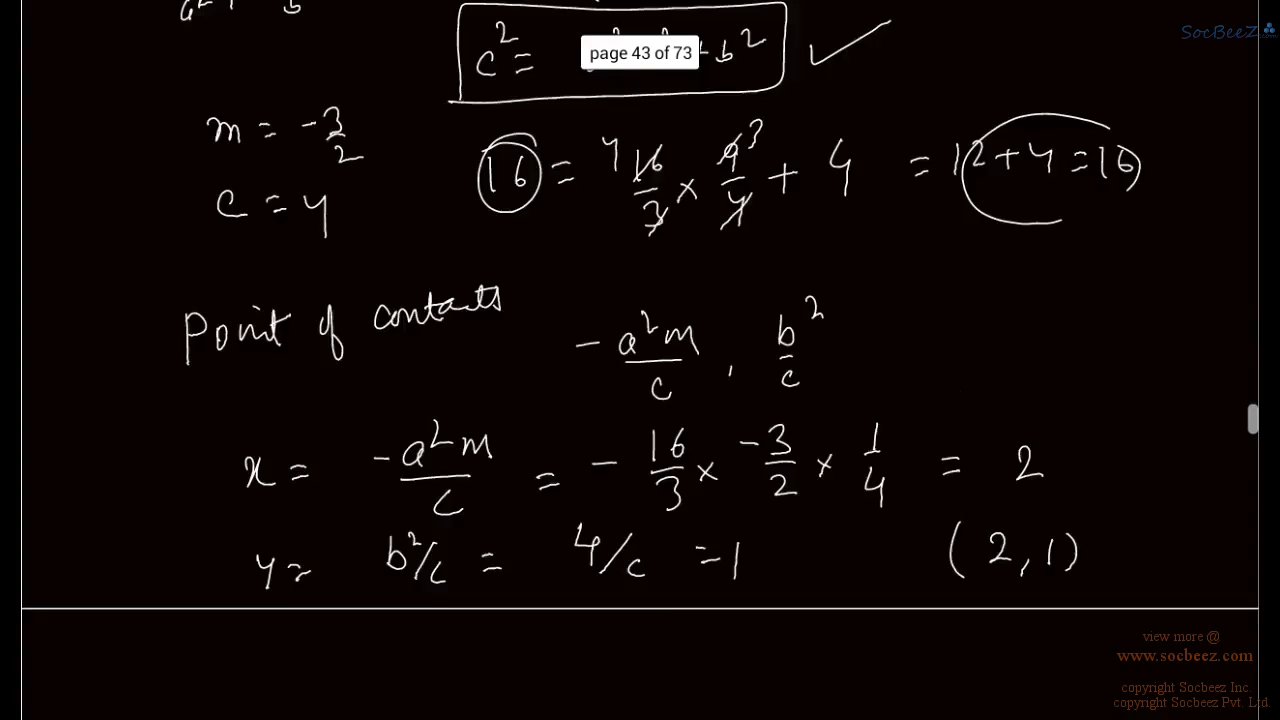 SocBeeZ
c² = + b²
page 43 of 73
m = -3/2
16 = 4 16/3 × 9 3/4 + 4 = 12 + 4 = 16
c = 4
Point of contacts
- a²m/c , b²/c
x = - a²m/c = - 16/3 × -3/2 × 1/4 = 2
y = b²/c = 4/c = 1 (2, 1)
view more @
www.socbeez.com
copyright Socbeez Inc.
copyright Socbeez Pvt. Ltd.